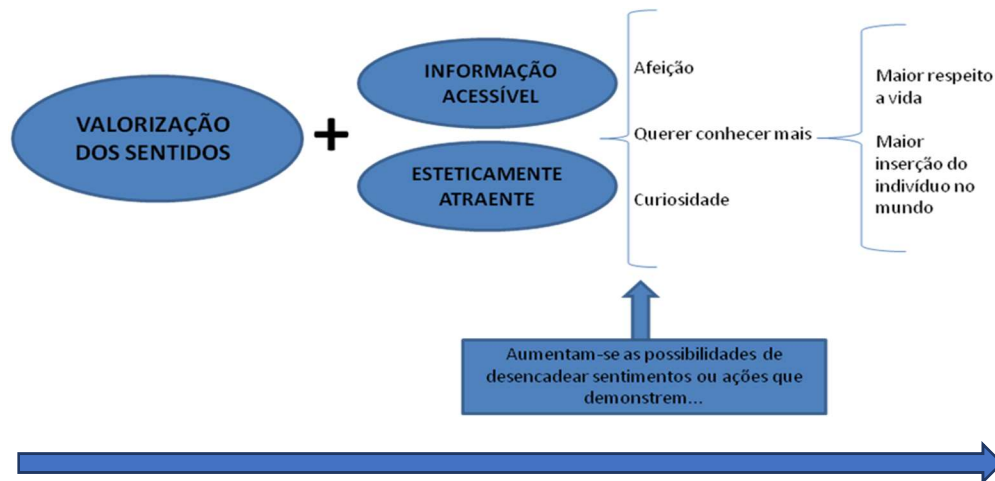 VALORIZAÇÃO
DOS SENTIDOS
+
INFORMAÇÃO
ACESSÍVEL
ESTETICAMENTE
ATRAENTE
Afeição
Querer conhecer mais
Curiosidade
Maior respeito
a vida
Maior
inserção do
indivíduo no
mundo
Aumentam-se as possibilidades de
desencadear sentimentos ou ações que
demonstrem...